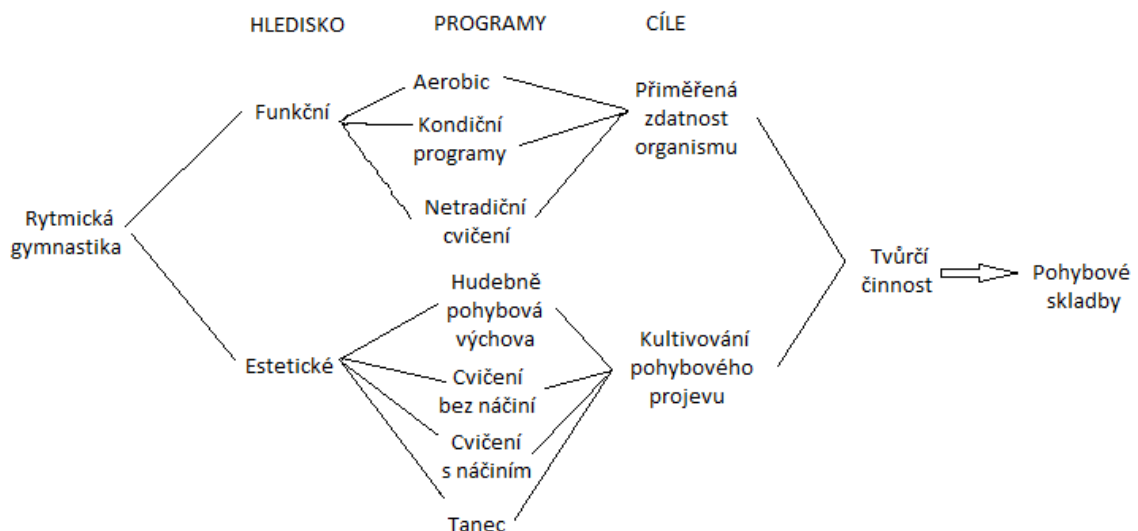 HLEDISKO
PROGRAMY
CÍLE
Rytmická
gymnastika
Funkční
Estetické
Aerobic
Kondiční
programy
Netradiční
cvičení
Hudebně
pohybová
výchova
Cvičení
bez náčiní
Cvičení
s náčiním
Tanec
Přiměřená
zdatnost
organismu
Kultivování
pohybového
projevu
Tvůrčí
činnost
Pohybové
skladby